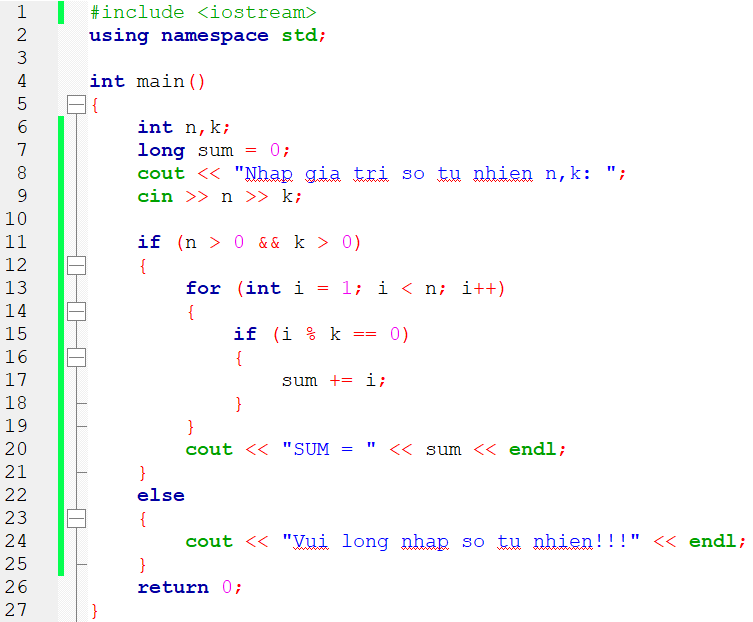 1 #include <iostream>
2 using namespace std;
3
4 int main()
5 {
6 int n,k;
7 long sum = 0;
8 cout << "Nhap gia tri so tu nhien n,k: ";
9 cin >> n >> k;
10
11 if (n > 0 && k > 0)
12 {
13 for (int i = 1; i < n; i++)
14 {
15 if (i % k == 0)
16 {
17 sum += i;
18 }
19 }
20 cout << "SUM = " << sum << endl;
21 }
22 else
23 {
24 cout << "Vui long nhap so tu nhien!!!" << endl;
25 }
26 return 0;
27 }